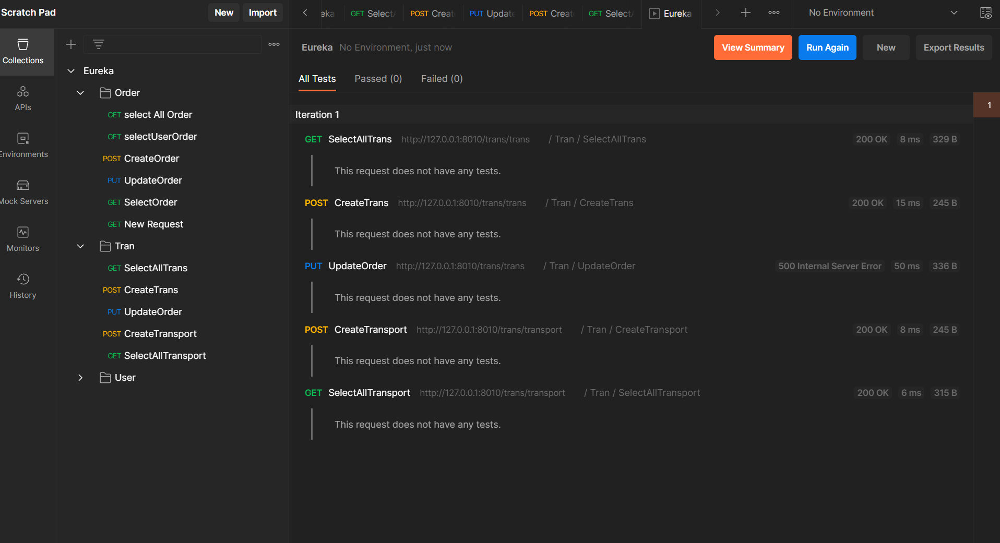 Scratch Pad
New
Import
eka
GET Select
POST Creat
PUT Update
POST Creat
GET Select
Eureka
No Environment
Collections
APIs
Environments
Mock Servers
Monitors
History
Eureka
Order
GET select All Order
GET selectUserOrder
POST CreateOrder
PUT UpdateOrder
GET SelectOrder
GET New Request
Tran
GET SelectAllTrans
POST CreateTrans
PUT UpdateOrder
POST CreateTransport
GET SelectAllTransport
User
Eureka No Environment, just now
View Summary
Run Again
New
Export Results
All Tests
Passed (0)
Failed (0)
1
Iteration 1
GET SelectAllTrans http://127.0.0.1:8010/trans/trans / Tran / SelectAllTrans 200 OK 8 ms 329 B
This request does not have any tests.
POST CreateTrans http://127.0.0.1:8010/trans/trans / Tran / CreateTrans 200 OK 15 ms 245 B
This request does not have any tests.
PUT UpdateOrder http://127.0.0.1:8010/trans/trans / Tran / UpdateOrder 500 Internal Server Error 50 ms 336 B
This request does not have any tests.
POST CreateTransport http://127.0.0.1:8010/trans/transport / Tran / CreateTransport 200 OK 8 ms 245 B
This request does not have any tests.
GET SelectAllTransport http://127.0.0.1:8010/trans/transport / Tran / SelectAllTransport 200 OK 6 ms 315 B
This request does not have any tests.